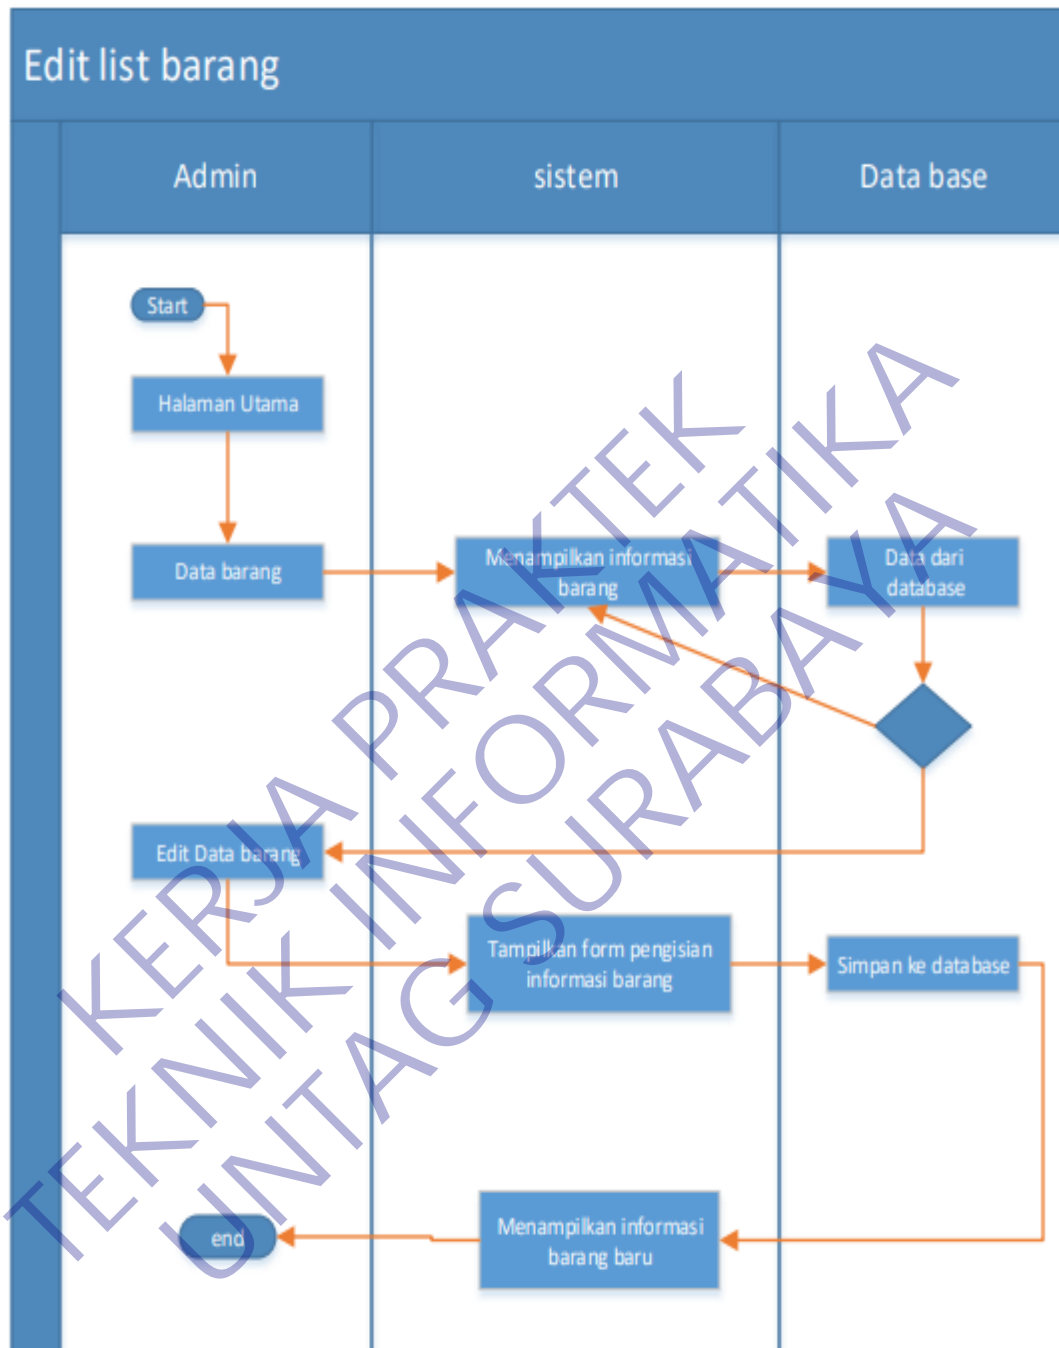 Edit list barang
Admin
sistem
Data base
Start
Halaman Utama
Data barang
Menampilkan informasi
barang
Data dari
database
Edit Data barang
Tampilkan form pengisian
informasi barang
Simpan ke database
Menampilkan informasi
barang baru
end
KERJA PRAKTEK
TEKNIK INFORMATIKA
UNTAG SURABAYA